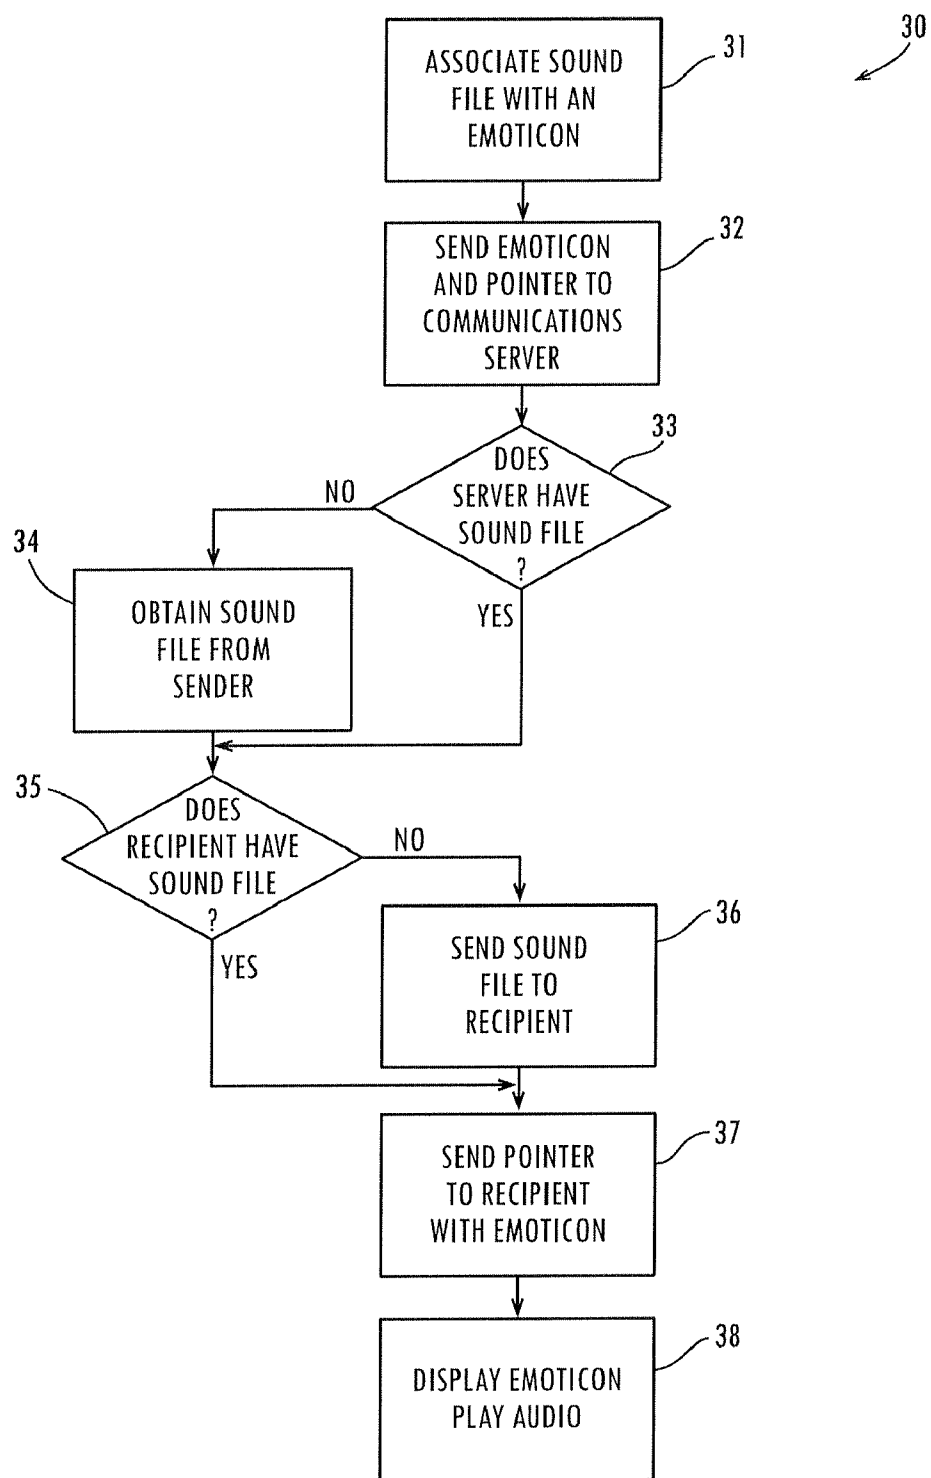 30
31
ASSOCIATE SOUND
FILE WITH AN
EMOTICON
32
SEND EMOTICON
AND POINTER TO
COMMUNICATIONS
SERVER
33
DOES
SERVER HAVE
SOUND FILE
?
NO
YES
34
OBTAIN SOUND
FILE FROM
SENDER
35
DOES
RECIPIENT HAVE
SOUND FILE
?
NO
YES
36
SEND SOUND
FILE TO
RECIPIENT
37
SEND POINTER
TO RECIPIENT
WITH EMOTICON
38
DISPLAY EMOTICON
PLAY AUDIO